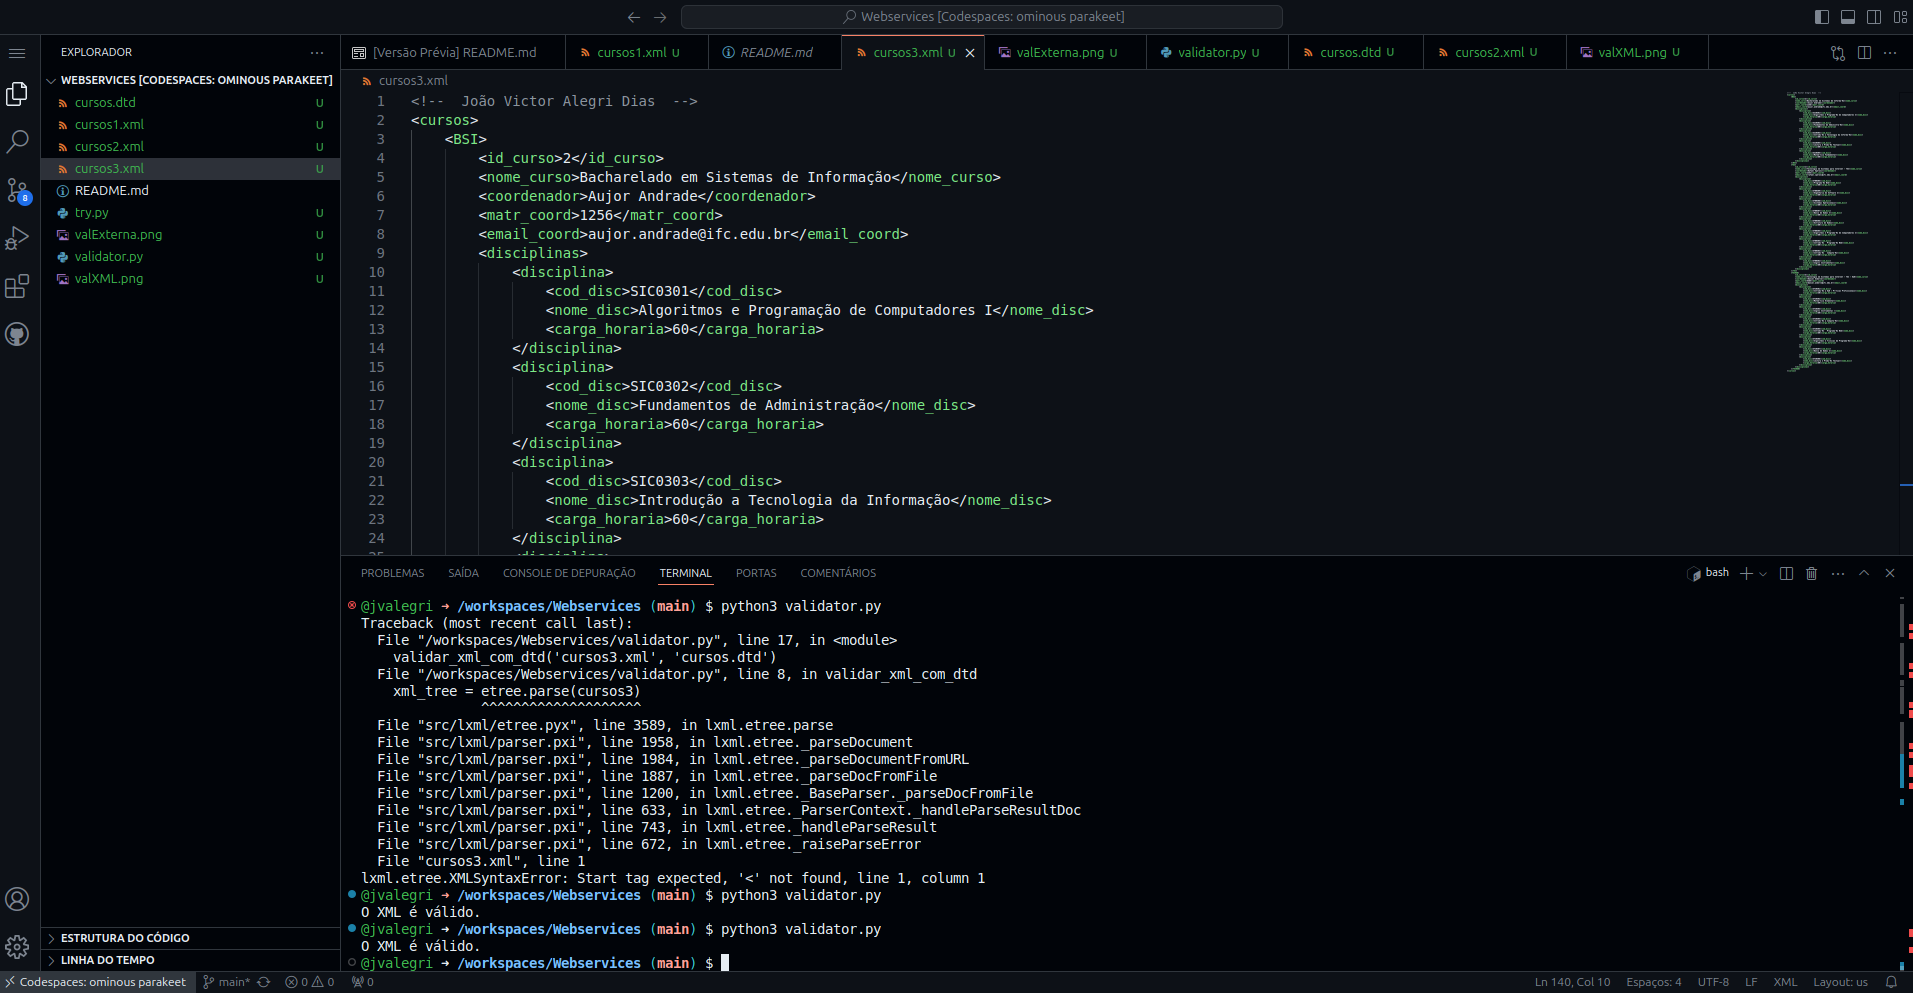 Webservices [Codespaces: ominous parakeet]
EXPLORADOR
WEBSERVICES [CODESPACES: OMINOUS PARAKEET]
cursos.dtd U
cursos1.xml U
cursos2.xml U
cursos3.xml U
README.md
try.py U
valExterna.png U
validator.py U
valXML.png U
8
ESTRUTURA DO CÓDIGO
LINHA DO TEMPO
[Versão Prévia] README.md
cursos1.xml U
README.md
cursos3.xml U
valExterna.png U
validator.py U
cursos.dtd U
cursos2.xml U
valXML.png U
cursos3.xml
1 <!--  João Victor Alegri Dias  -->
2 <cursos>
3     <BSI>
4         <id_curso>2</id_curso>
5         <nome_curso>Bacharelado em Sistemas de Informação</nome_curso>
6         <coordenador>Aujor Andrade</coordenador>
7         <matr_coord>1256</matr_coord>
8         <email_coord>aujor.andrade@ifc.edu.br</email_coord>
9         <disciplinas>
10             <disciplina>
11                 <cod_disc>SIC0301</cod_disc>
12                 <nome_disc>Algoritmos e Programação de Computadores I</nome_disc>
13                 <carga_horaria>60</carga_horaria>
14             </disciplina>
15             <disciplina>
16                 <cod_disc>SIC0302</cod_disc>
17                 <nome_disc>Fundamentos de Administração</nome_disc>
18                 <carga_horaria>60</carga_horaria>
19             </disciplina>
20             <disciplina>
21                 <cod_disc>SIC0303</cod_disc>
22                 <nome_disc>Introdução a Tecnologia da Informação</nome_disc>
23                 <carga_horaria>60</carga_horaria>
24             </disciplina>
25             <disciplina>
PROBLEMAS SAÍDA CONSOLE DE DEPURAÇÃO TERMINAL PORTAS COMENTÁRIOS
bash
@jvalegri ➜ /workspaces/Webservices (main) $ python3 validator.py
Traceback (most recent call last):
  File "/workspaces/Webservices/validator.py", line 17, in <module>
    validar_xml_com_dtd('cursos3.xml', 'cursos.dtd')
  File "/workspaces/Webservices/validator.py", line 8, in validar_xml_com_dtd
    xml_tree = etree.parse(cursos3)
               ^^^^^^^^^^^^^^^^^^^^
  File "src/lxml/etree.pyx", line 3589, in lxml.etree.parse
  File "src/lxml/parser.pxi", line 1958, in lxml.etree._parseDocument
  File "src/lxml/parser.pxi", line 1984, in lxml.etree._parseDocumentFromURL
  File "src/lxml/parser.pxi", line 1887, in lxml.etree._parseDocFromFile
  File "src/lxml/parser.pxi", line 1200, in lxml.etree._BaseParser._parseDocFromFile
  File "src/lxml/parser.pxi", line 633, in lxml.etree._ParserContext._handleParseResultDoc
  File "src/lxml/parser.pxi", line 743, in lxml.etree._handleParseResult
  File "src/lxml/parser.pxi", line 672, in lxml.etree._raiseParseError
  File "cursos3.xml", line 1
lxml.etree.XMLSyntaxError: Start tag expected, '<' not found, line 1, column 1
@jvalegri ➜ /workspaces/Webservices (main) $ python3 validator.py
O XML é válido.
@jvalegri ➜ /workspaces/Webservices (main) $ python3 validator.py
O XML é válido.
@jvalegri ➜ /workspaces/Webservices (main) $
Codespaces: ominous parakeet main* 0 0 0 Ln 140, Col 10 Espaços: 4 UTF-8 LF XML Layout: us